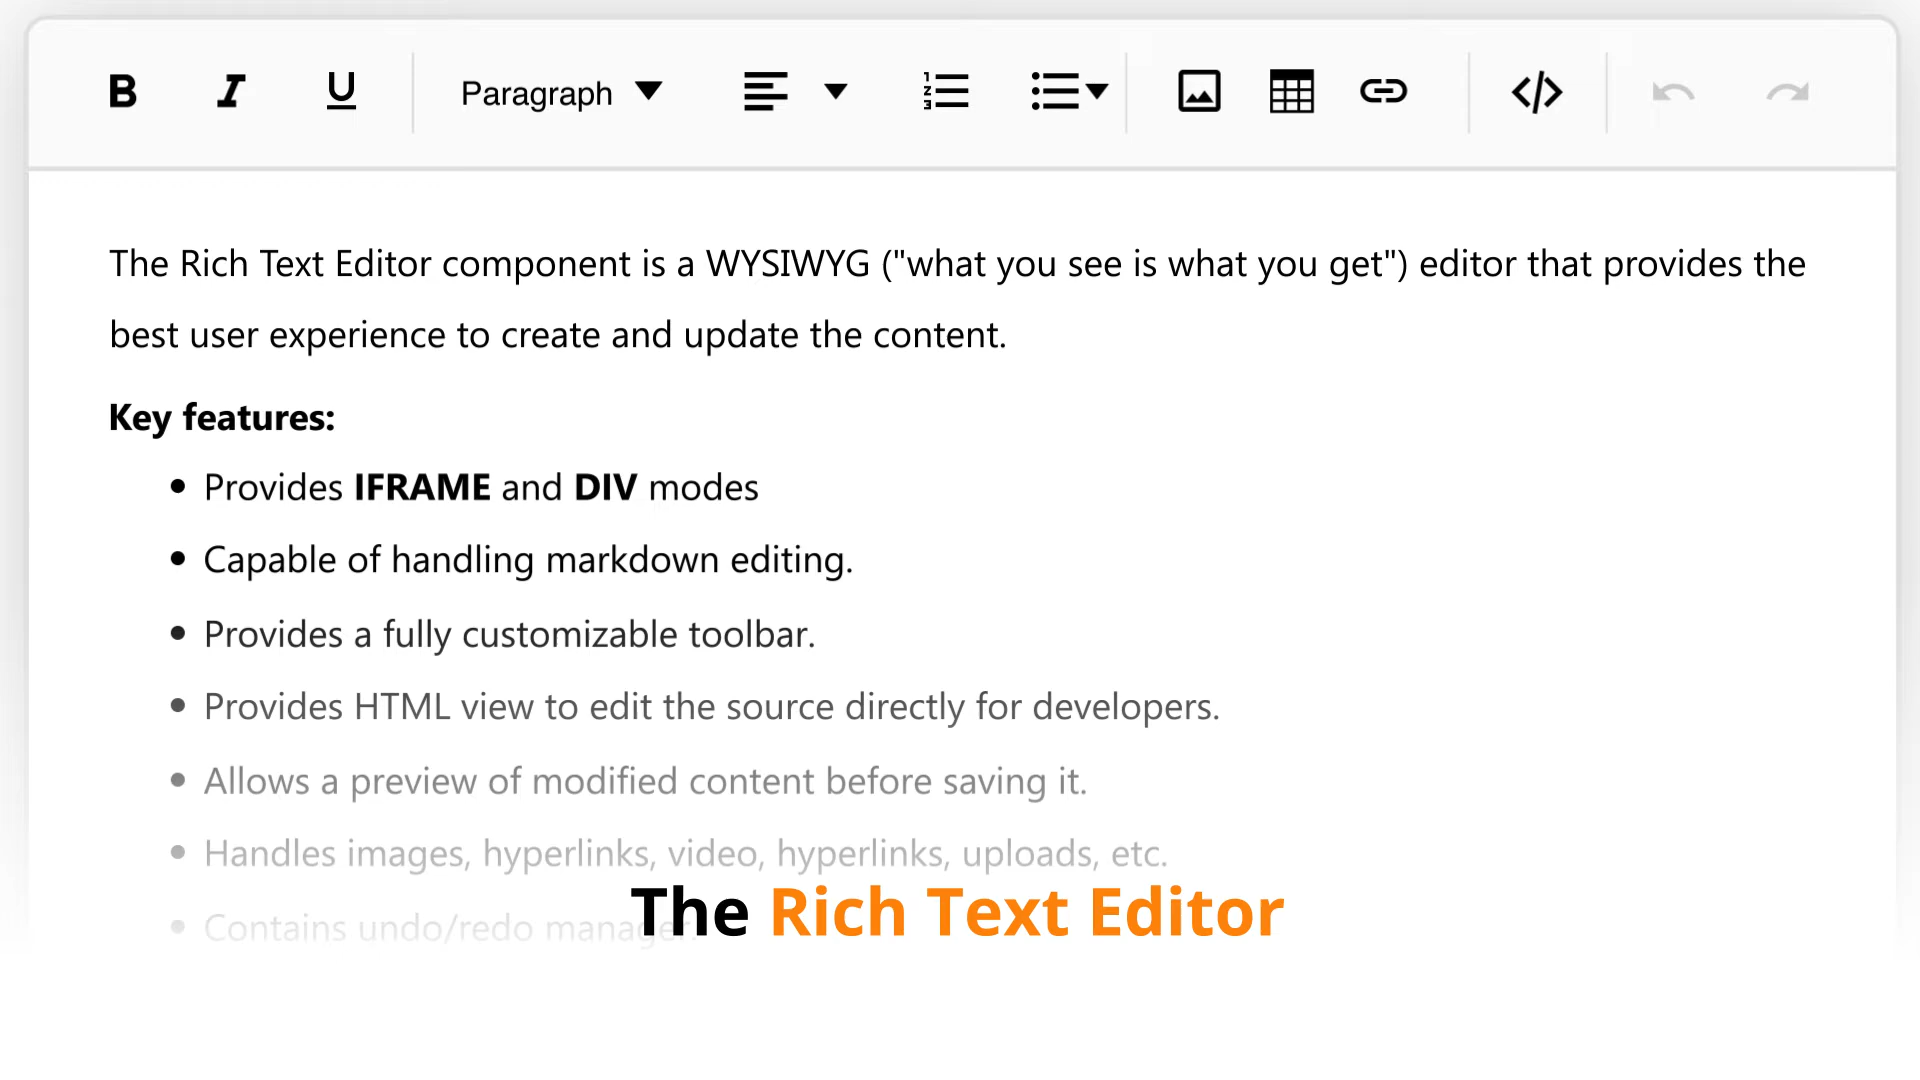 B I U Paragraph
The Rich Text Editor component is a WYSIWYG ("what you see is what you get") editor that provides the
best user experience to create and update the content.
Key features:
• Provides IFRAME and DIV modes
• Capable of handling markdown editing.
• Provides a fully customizable toolbar.
• Provides HTML view to edit the source directly for developers.
• Allows a preview of modified content before saving it.
• Handles images, hyperlinks, video, hyperlinks, uploads, etc.
• Contains undo/redo manager.
The Rich Text Editor